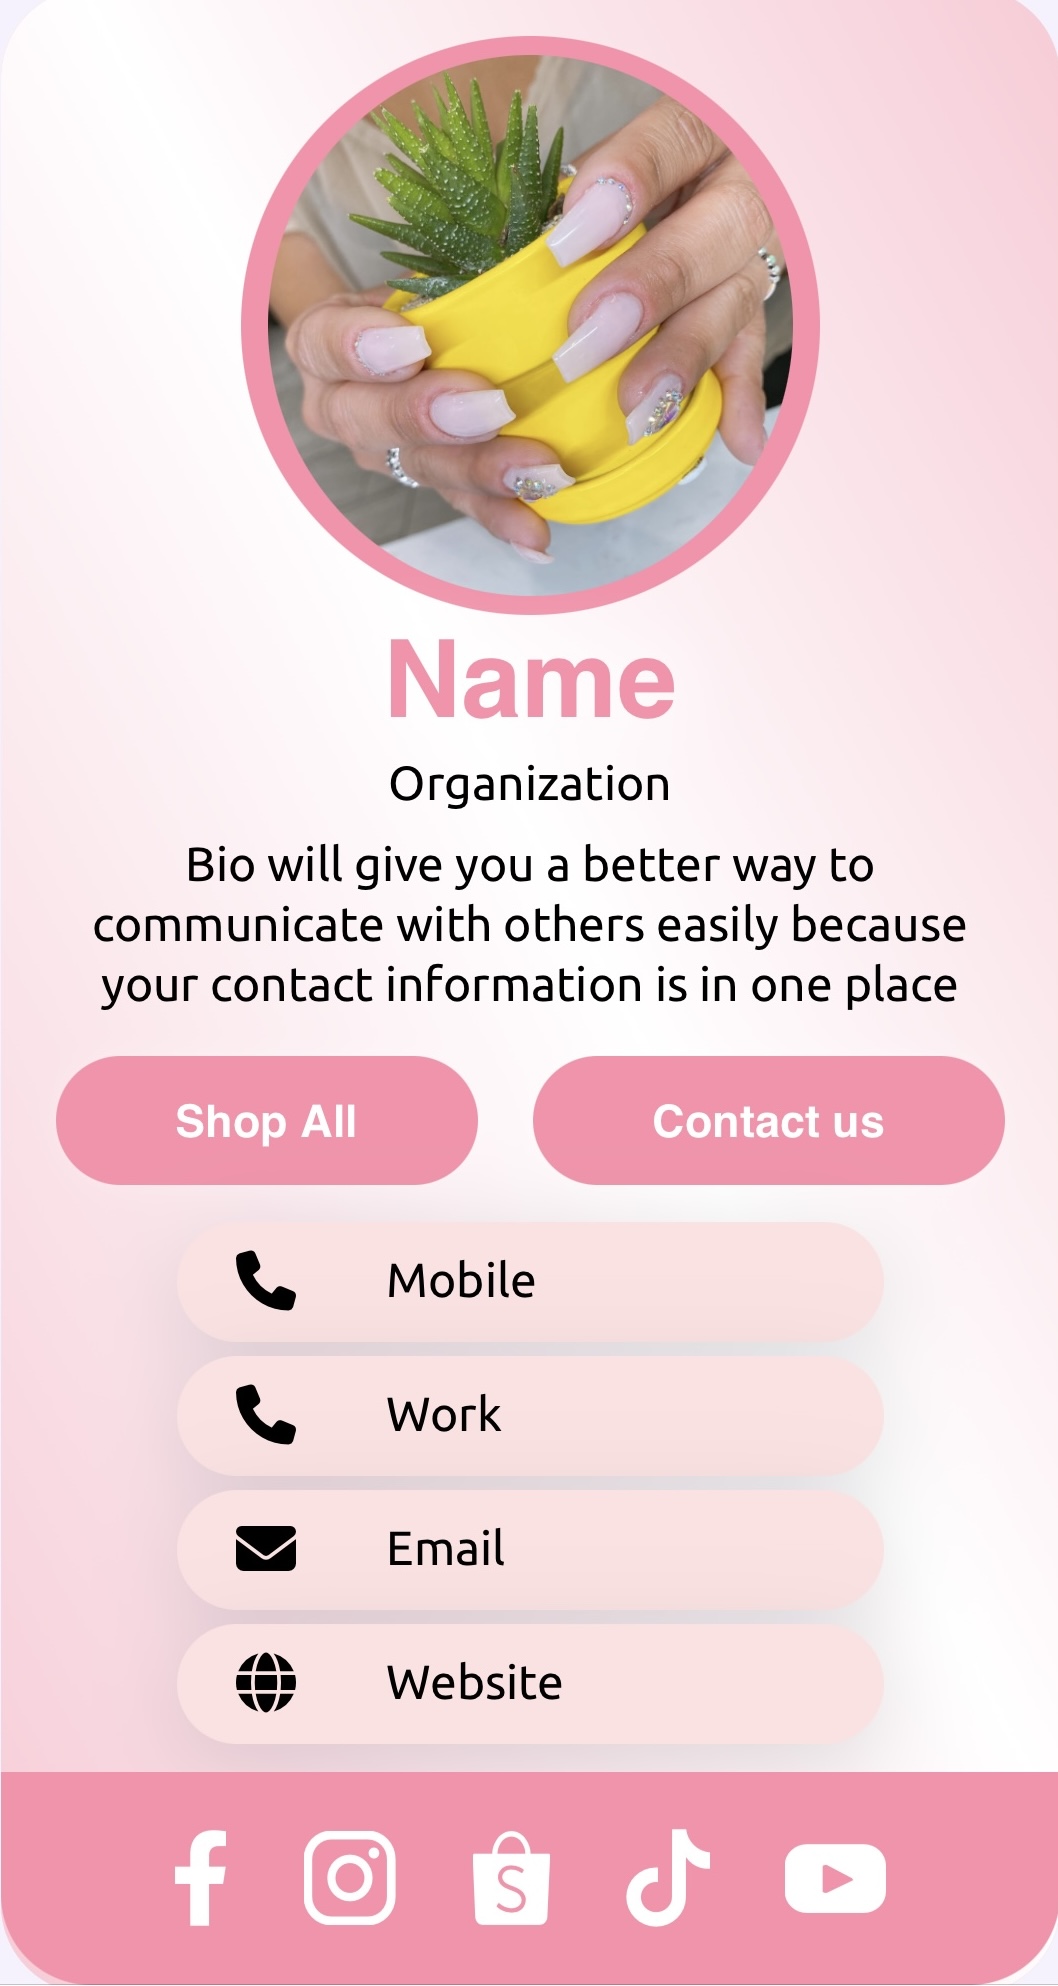 Name
Organization
Bio will give you a better way to
communicate with others easily because
your contact information is in one place
Shop All
Contact us
Mobile
Work
Email
Website
S